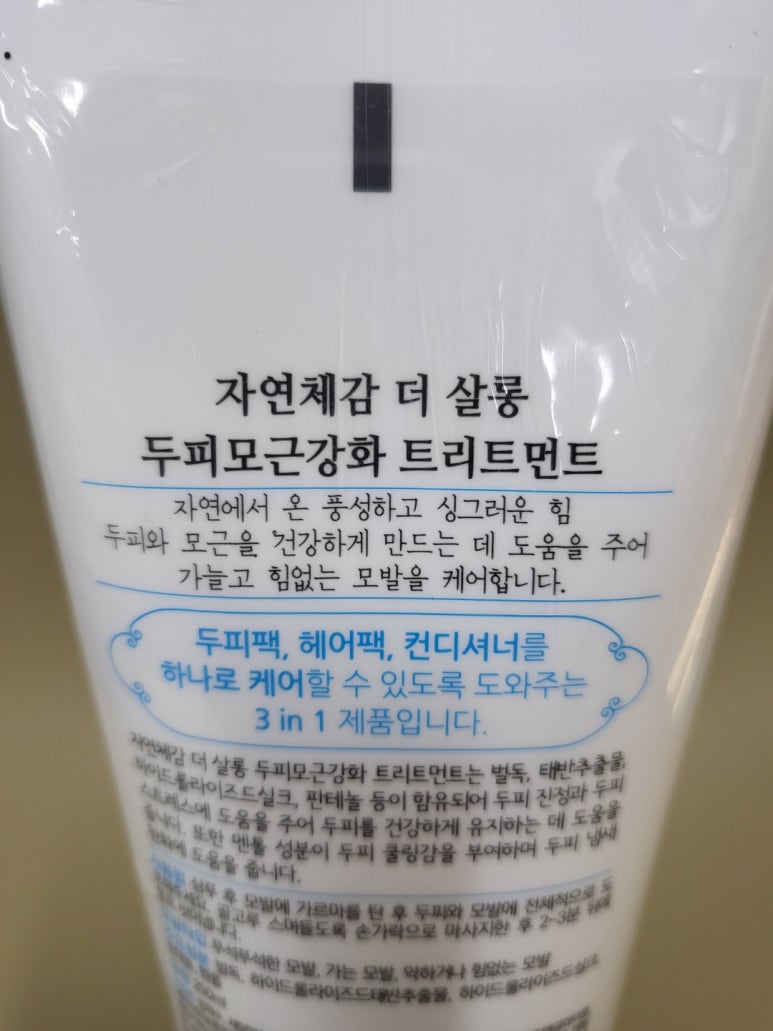 자연체감 더 살롱
두피모근강화 트리트먼트
자연에서 온 풍성하고 싱그러운 힘
두피와 모근을 건강하게 만드는 데 도움을 주어
가늘고 힘없는 모발을 케어합니다.
두피팩, 헤어팩, 컨디셔너를
하나로 케어할 수 있도록 도와주는
3 in 1 제품입니다.
자연체감 더 살롱 두피모근강화 트리트먼트는 벌독, 태반추출물,
하이드롤라이즈드실크, 판테놀 등이 함유되어 두피 진정과 두피
스트레스에 도움을 주어 두피를 건강하게 유지하는 데 도움을
줍니다. 또한 멘톨 성분이 두피 쿨링감을 부여하며 두피 냄새
완화에 도움을 줍니다.
샴푸 후 모발에 가르마를 탄 후 두피와 모발에 전체적으로 도
골고루 스며들도록 손가락으로 마사지한 후 2~3분 뒤에
푸석푸석한 모발, 가는 모발, 약하거나 힘없는 모발
벌독, 하이드롤라이즈드태반추출물, 하이드롤라이즈드실크,